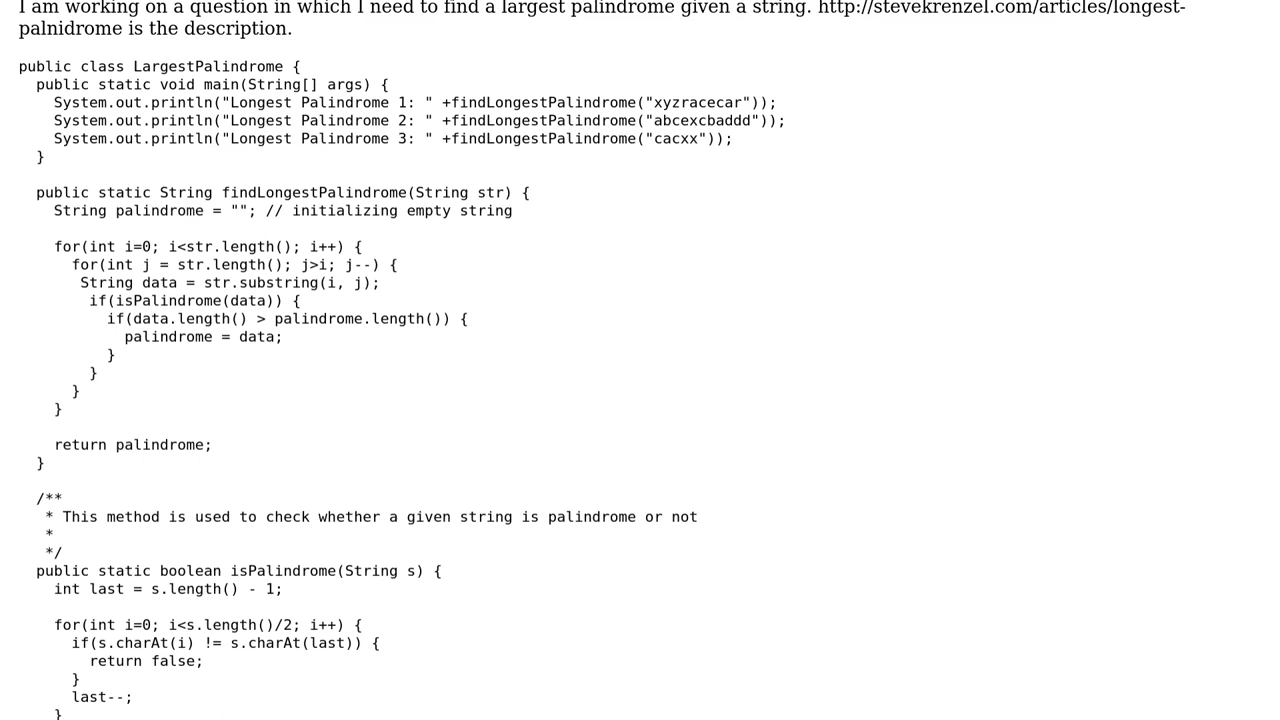 I am working on a question in which I need to find a largest palindrome given a string. http://stevekrenzel.com/articles/longest-
palnidrome is the description.
public class LargestPalindrome {
  public static void main(String[] args) {
    System.out.println("Longest Palindrome 1: " +findLongestPalindrome("xyzracecar"));
    System.out.println("Longest Palindrome 2: " +findLongestPalindrome("abcexcbaddd"));
    System.out.println("Longest Palindrome 3: " +findLongestPalindrome("cacxx"));
  }

  public static String findLongestPalindrome(String str) {
    String palindrome = ""; // initializing empty string

    for(int i=0; i<str.length(); i++) {
      for(int j = str.length(); j>i; j--) {
       String data = str.substring(i, j);
        if(isPalindrome(data)) {
          if(data.length() > palindrome.length()) {
            palindrome = data;
          }
        }
      }
    }

    return palindrome;
  }

  /**
   * This method is used to check whether a given string is palindrome or not
   *
   */
  public static boolean isPalindrome(String s) {
    int last = s.length() - 1;

    for(int i=0; i<s.length()/2; i++) {
      if(s.charAt(i) != s.charAt(last)) {
        return false;
      }
      last--;
    }